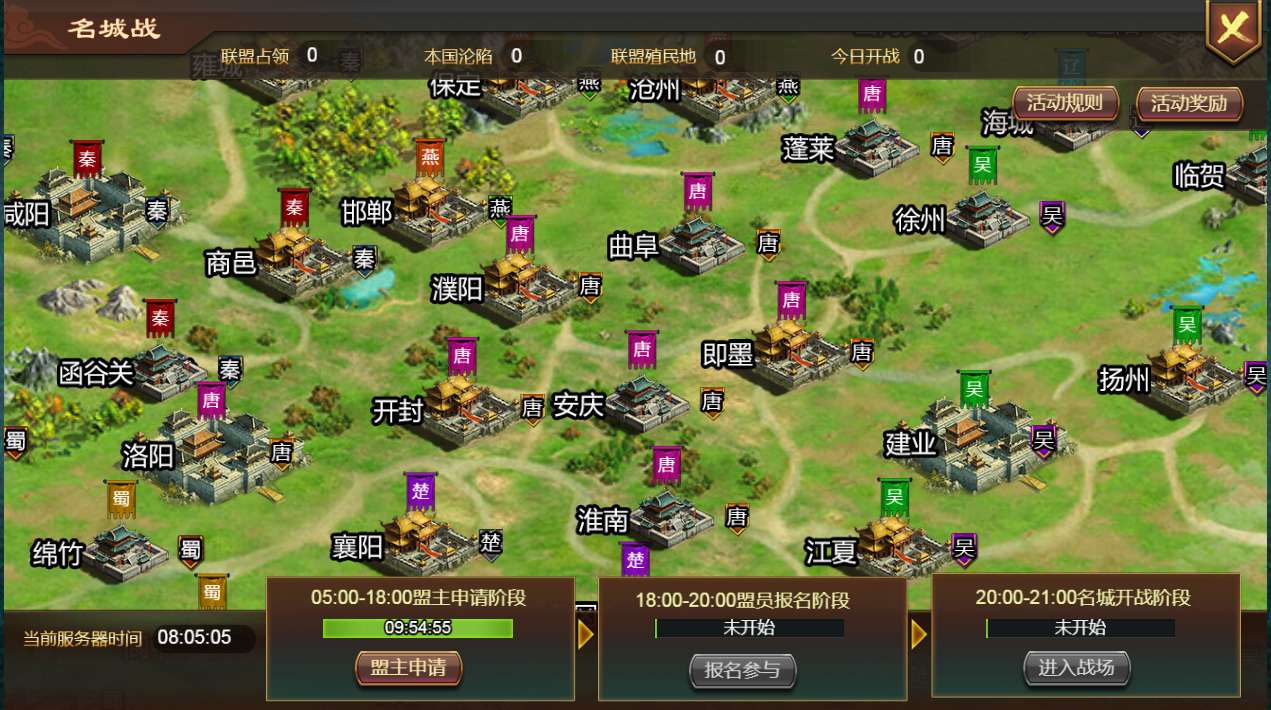 名城战
联盟占领 0
本国沦陷 0
联盟殖民地 0
今日开战 0
活动规则
活动奖励
保定
燕
沧州
燕
唐
蓬莱
唐
海城
吴
临贺
秦
咸阳
秦
燕
邯郸
燕
秦
商邑
秦
唐
濮阳
唐
唐
曲阜
唐
徐州
吴
秦
函谷关
秦
唐
开封
唐
唐
安庆
唐
唐
即墨
唐
吴
扬州
吴
蜀
唐
洛阳
唐
吴
建业
吴
蜀
绵竹
蜀
楚
襄阳
楚
唐
淮南
唐
吴
江夏
吴
蜀
楚
当前服务器时间 08:05:05
05:00-18:00盟主申请阶段
09:54:55
盟主申请
18:00-20:00盟员报名阶段
未开始
报名参与
20:00-21:00名城开战阶段
未开始
进入战场